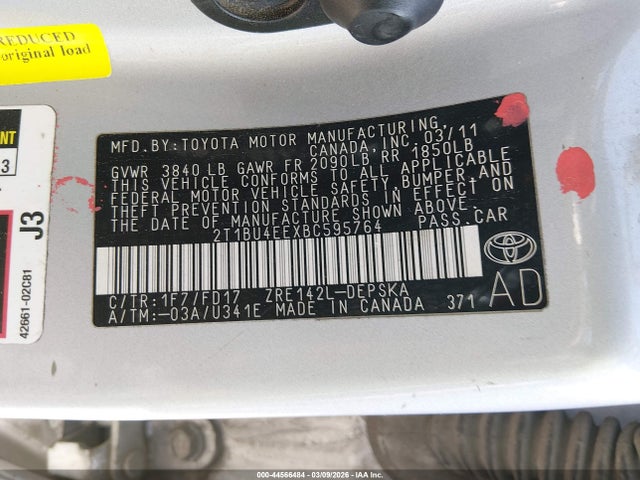 REDUCED
original load
NT
3
J3
42661-02C81
MFD.BY:TOYOTA MOTOR MANUFACTURING,
CANADA, INC. 03/11
GVWR 3840 LB GAWR FR 2090LB, RR 1850LB
THIS VEHICLE CONFORMS TO ALL APPLICABLE
FEDERAL MOTOR VEHICLE SAFETY, BUMPER, AND
THEFT PREVENTION STANDARDS IN EFFECT ON
THE DATE OF MANUFACTURE SHOWN ABOVE.
2T1BU4EEXBC595764 PASS.CAR
C/TR:1F7/FD17 ZRE142L-DEPSKA
A/TM:-03A/U341E MADE IN CANADA 371
AD
000-44566484 | 03/09/2026 | IAA Inc.